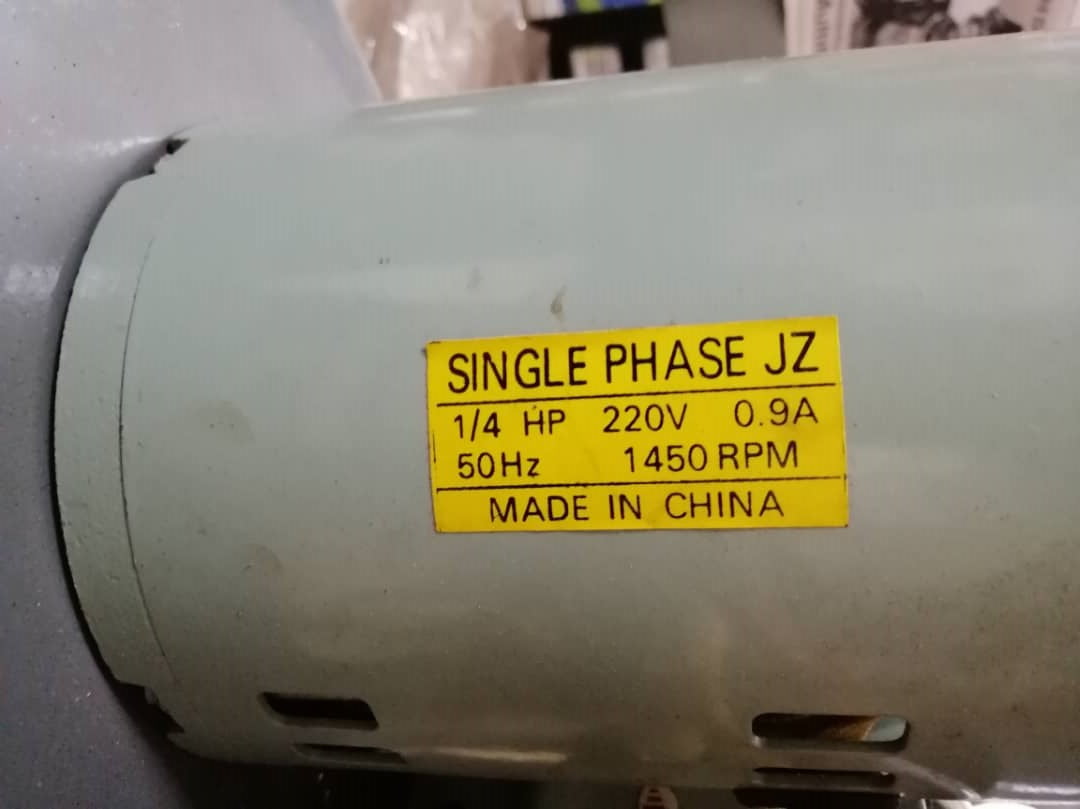 SINGLE PHASE JZ
1/4 HP 220V 0.9A
50Hz 1450 RPM
MADE IN CHINA